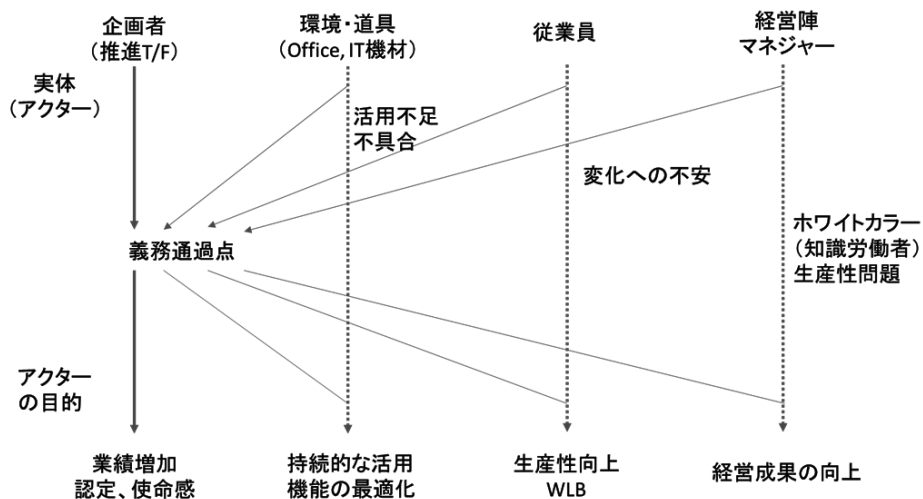 企画者
（推進T/F）
環境・道具
（Office, IT機材）
従業員
経営陣
マネジャー
実体
（アクター）
活用不足
不具合
変化への不安
義務通過点
ホワイトカラー
（知識労働者）
生産性問題
アクター
の目的
業績増加
認定、使命感
持続的な活用
機能の最適化
生産性向上
WLB
経営成果の向上